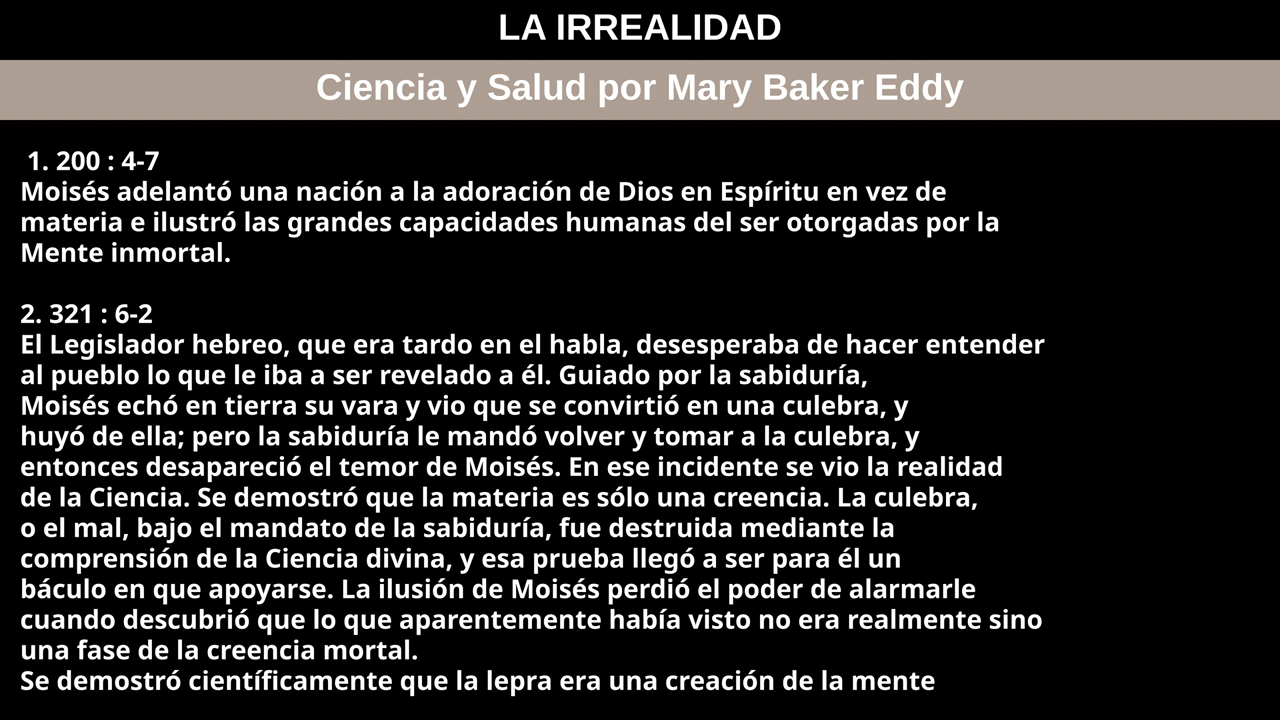 LA IRREALIDAD
Ciencia y Salud por Mary Baker Eddy
1. 200 : 4-7
Moisés adelantó una nación a la adoración de Dios en Espíritu en vez de
materia e ilustró las grandes capacidades humanas del ser otorgadas por la
Mente inmortal.
2. 321 : 6-2
El Legislador hebreo, que era tardo en el habla, desesperaba de hacer entender
al pueblo lo que le iba a ser revelado a él. Guiado por la sabiduría,
Moisés echó en tierra su vara y vio que se convirtió en una culebra, y
huyó de ella; pero la sabiduría le mandó volver y tomar a la culebra, y
entonces desapareció el temor de Moisés. En ese incidente se vio la realidad
de la Ciencia. Se demostró que la materia es sólo una creencia. La culebra,
o el mal, bajo el mandato de la sabiduría, fue destruida mediante la
comprensión de la Ciencia divina, y esa prueba llegó a ser para él un
báculo en que apoyarse. La ilusión de Moisés perdió el poder de alarmarle
cuando descubrió que lo que aparentemente había visto no era realmente sino
una fase de la creencia mortal.
Se demostró científicamente que la lepra era una creación de la mente